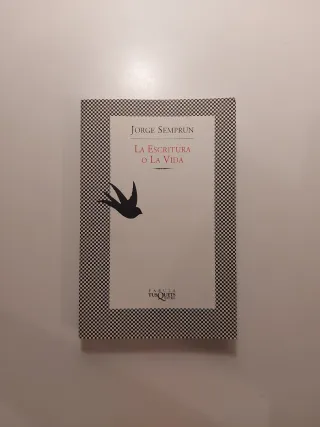 JORGE SEMPRÚN
LA ESCRITURA
O LA VIDA
FÁBULA
TUSQUETS